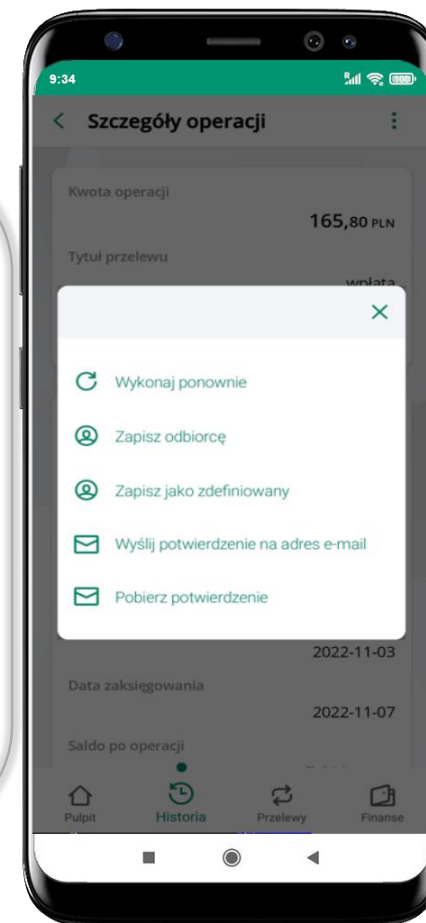 9:34
100
Szczegóły operacji
Kwota operacji
165,80 PLN
Tytuł przelewu
wpłata
Wykonaj ponownie
Zapisz odbiorcę
Zapisz jako zdefiniowany
Wyślij potwierdzenie na adres e-mail
Pobierz potwierdzenie
2022-11-03
Data zaksięgowania
2022-11-07
Saldo po operacji
Pulpit
Historia
Przelewy
Finanse